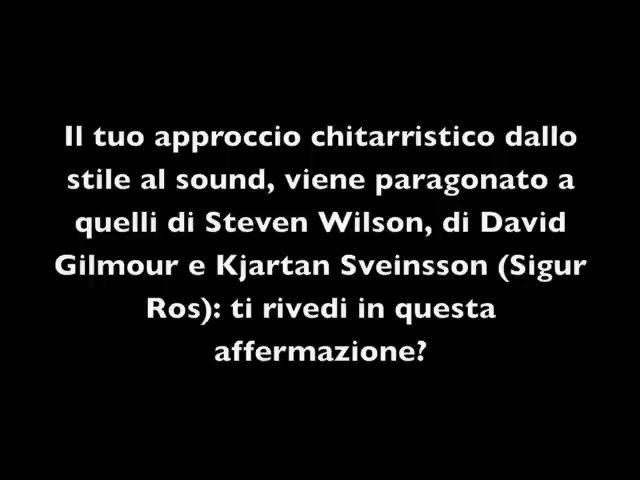 Il tuo approccio chitarristico dallo
stile al sound, viene paragonato a
quelli di Steven Wilson, di David
Gilmour e Kjartan Sveinsson (Sigur
Ros): ti rivedi in questa
affermazione?